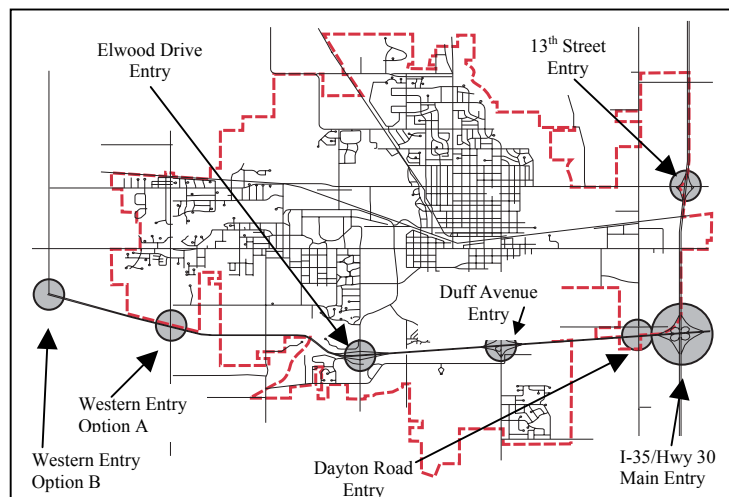 Elwood Drive
Entry
13th Street
Entry
Duff Avenue
Entry
Western Entry
Option A
Western Entry
Option B
Dayton Road
Entry
I-35/Hwy 30
Main Entry